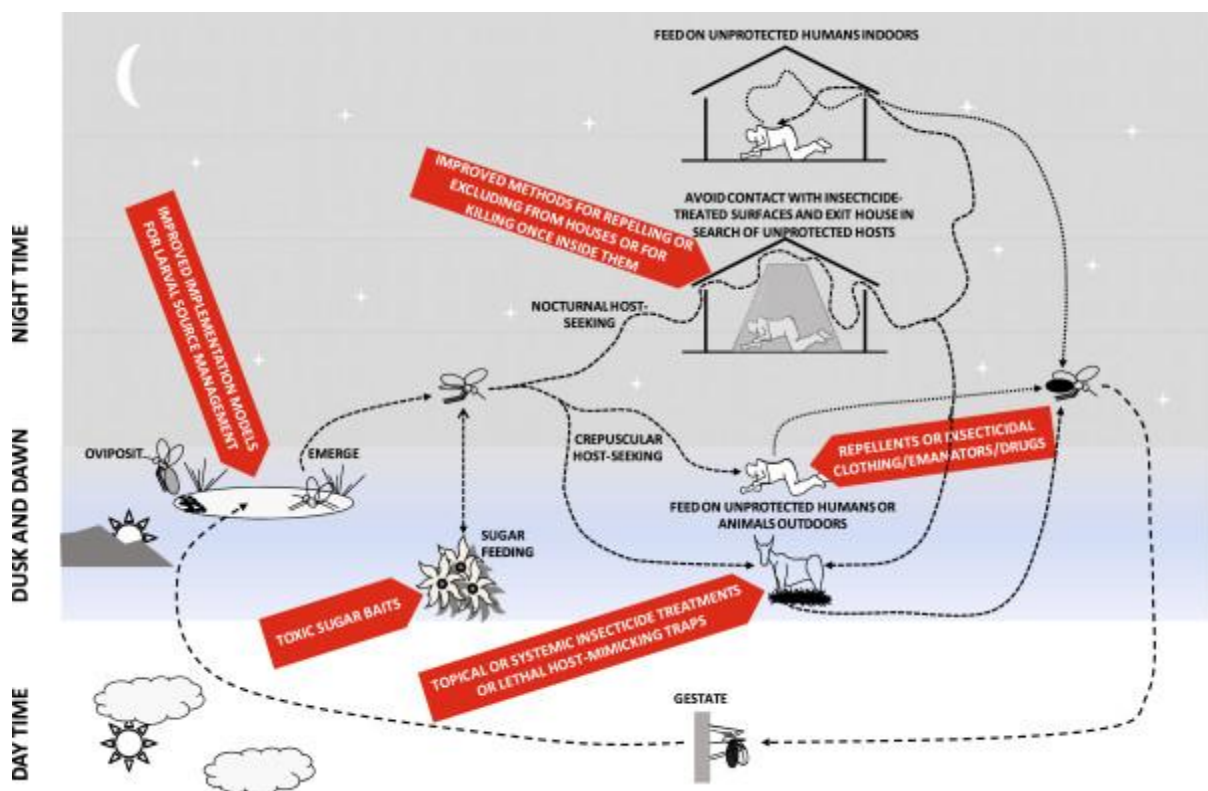 FEED ON UNPROTECTED HUMANS INDOORS
IMPROVED METHODS FOR REPELLING OR
EXCLUDING FROM HOUSES OR FOR
KILLING ONCE INSIDE THEM
AVOID CONTACT WITH INSECTICIDE-
TREATED SURFACES AND EXIT HOUSE IN
SEARCH OF UNPROTECTED HOSTS
IMPROVED IMPLEMENTATION MODELS
FOR LARVAL SOURCE MANAGEMENT
NIGHT TIME
NOCTURNAL HOST-
SEEKING
OVIPOSIT
EMERGE
CREPUSCULAR
HOST-SEEKING
REPELLENTS OR INSECTICIDAL
CLOTHING/EMANATORS/DRUGS
DUSK AND DAWN
FEED ON UNPROTECTED HUMANS OR
ANIMALS OUTDOORS
SUGAR
FEEDING
TOXIC SUGAR BAITS
TOPICAL OR SYSTEMIC INSECTICIDE TREATMENTS
OR LETHAL HOST-MIMICKING TRAPS
DAY TIME
GESTATE